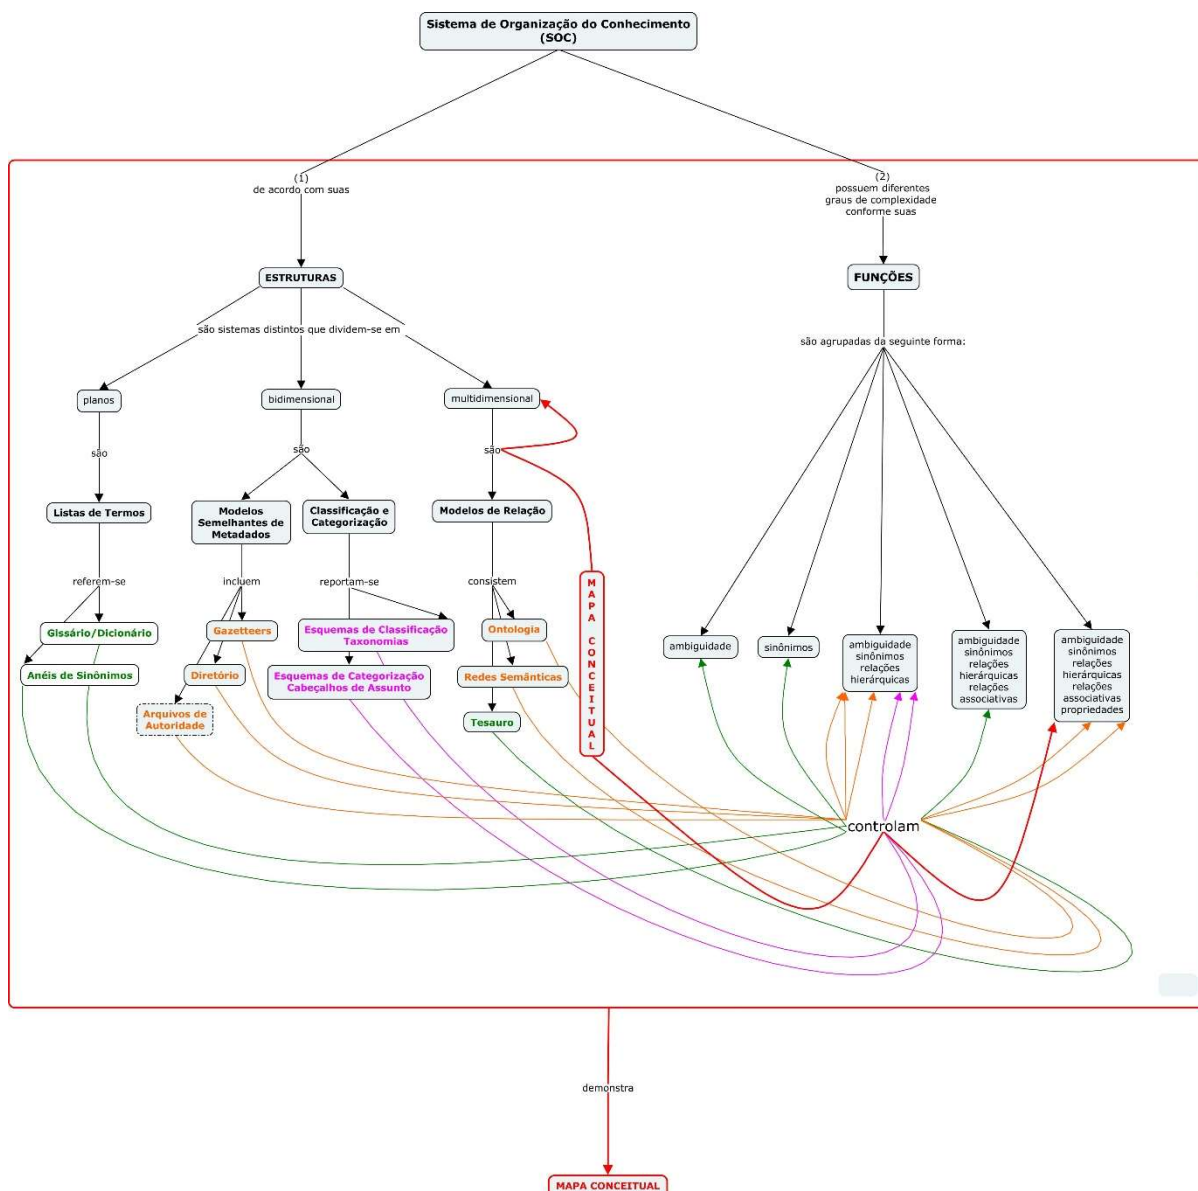 Sistema de Organização do Conhecimento
(SOC)
(1)
de acordo com suas
(2)
possuem diferentes
graus de complexidade
conforme suas
ESTRUTURAS
FUNÇÕES
são sistemas distintos que dividem-se em
são agrupadas da seguinte forma:
planos
bidimensional
multidimensional
são
são
são
Listas de Termos
Modelos
Semelhantes de
Metadados
Classificação e
Categorização
Modelos de Relação
referem-se
incluem
reportam-se
consistem
Glssário/Dicionário
Anéis de Sinônimos
Gazetteers
Diretório
Arquivos de
Autoridade
Esquemas de Classificação
Taxonomias
Esquemas de Categorização
Cabeçalhos de Assunto
Ontologia
Redes Semânticas
Tesauro
MAPA CONCEITUAL
ambiguidade
sinônimos
ambiguidade
sinônimos
relações
hierárquicas
ambiguidade
sinônimos
relações
hierárquicas
relações
associativas
ambiguidade
sinônimos
relações
hierárquicas
relações
associativas
propriedades
controlam
demonstra
MAPA CONCEITUAL